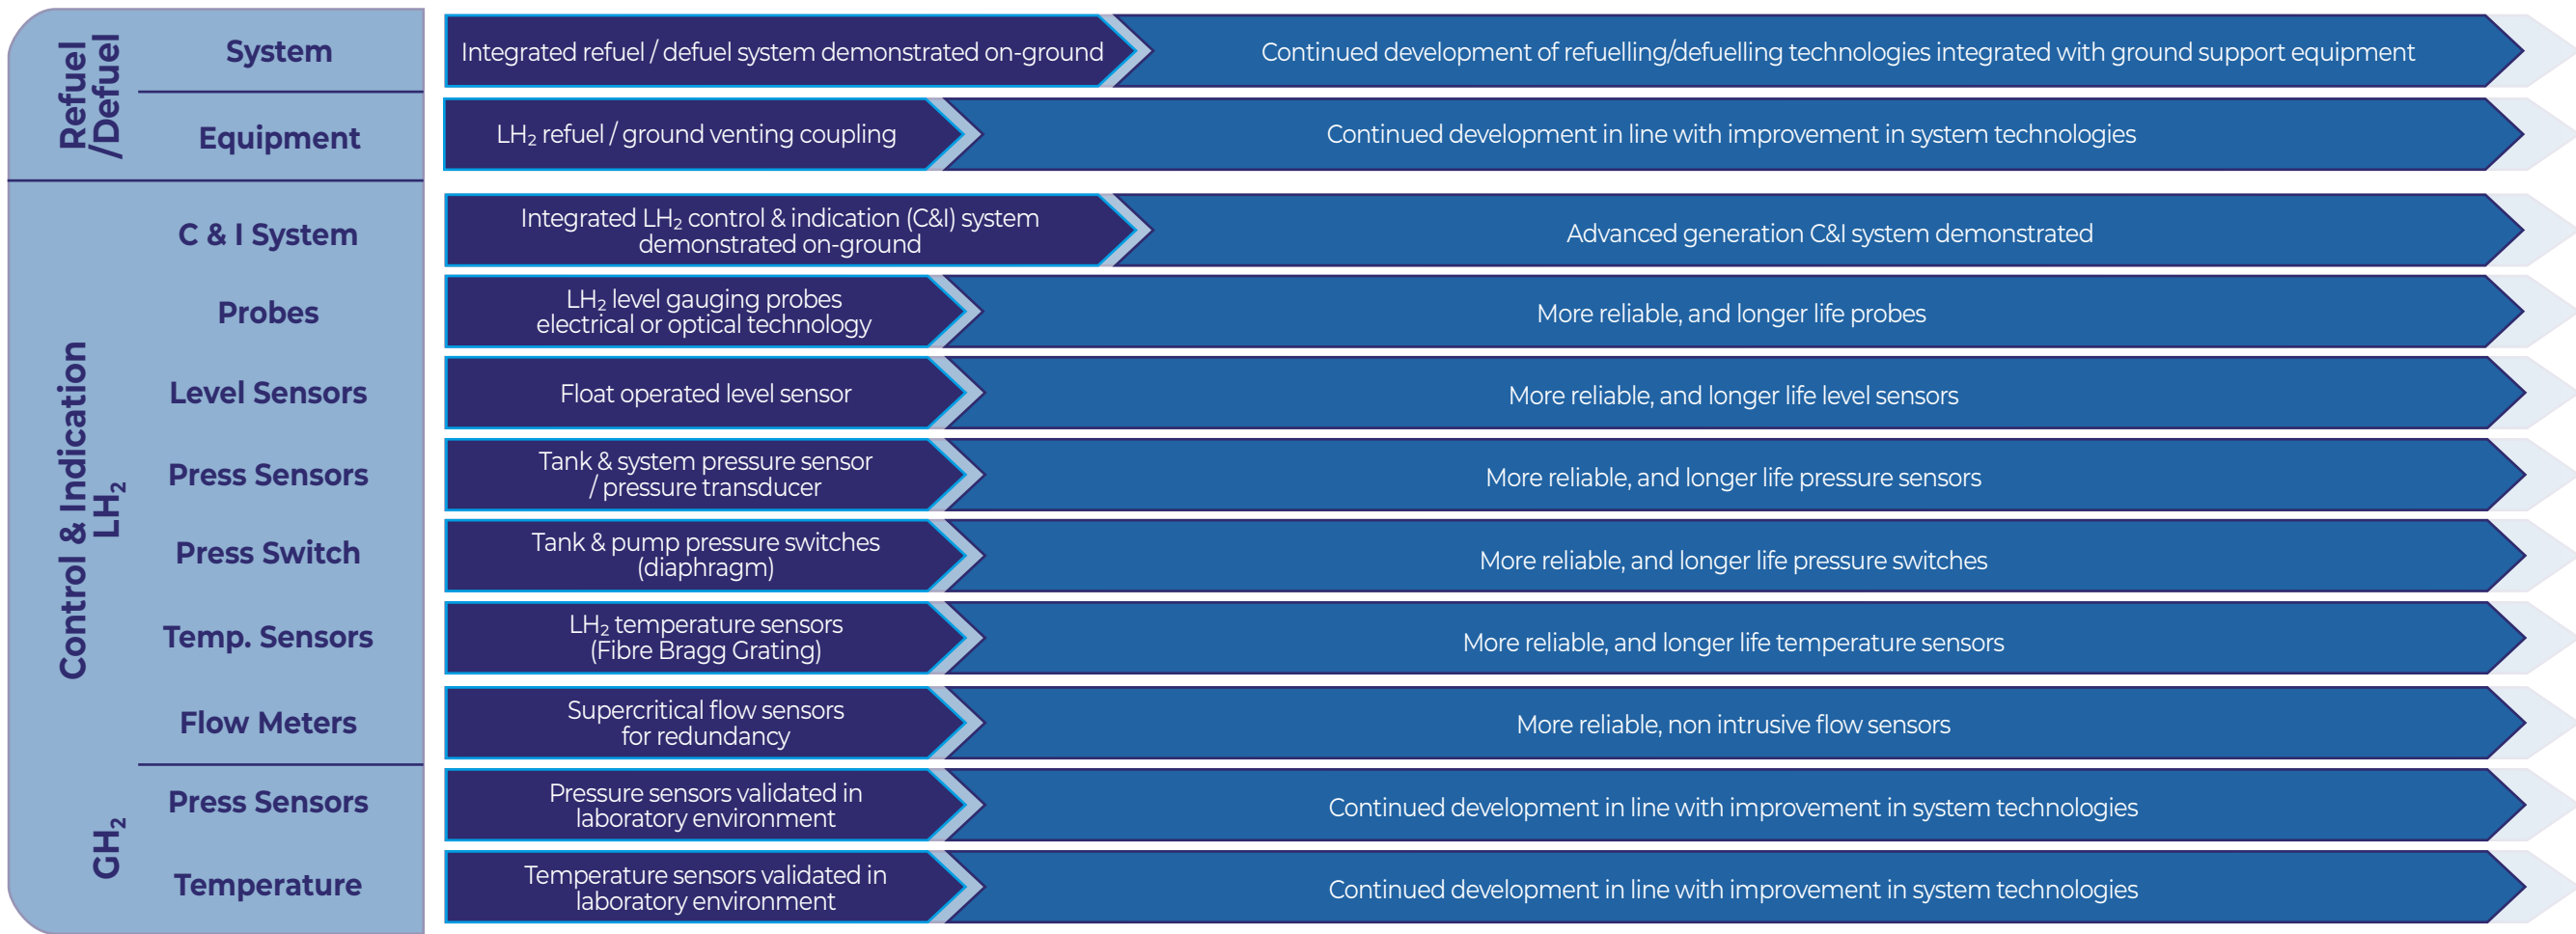 Refuel
/Defuel
System
Integrated refuel / defuel system demonstrated on-ground
Continued development of refuelling/defuelling technologies integrated with ground support equipment
Equipment
LH₂ refuel / ground venting coupling
Continued development in line with improvement in system technologies
Control & Indication
LH₂
C & I System
Integrated LH₂ control & indication (C&I) system
demonstrated on-ground
Advanced generation C&I system demonstrated
Probes
LH₂ level gauging probes
electrical or optical technology
More reliable, and longer life probes
Level Sensors
Float operated level sensor
More reliable, and longer life level sensors
Press Sensors
Tank & system pressure sensor
/ pressure transducer
More reliable, and longer life pressure sensors
Press Switch
Tank & pump pressure switches
(diaphragm)
More reliable, and longer life pressure switches
Temp. Sensors
LH₂ temperature sensors
(Fibre Bragg Grating)
More reliable, and longer life temperature sensors
Flow Meters
Supercritical flow sensors
for redundancy
More reliable, non intrusive flow sensors
GH₂
Press Sensors
Pressure sensors validated in
laboratory environment
Continued development in line with improvement in system technologies
Temperature
Temperature sensors validated in
laboratory environment
Continued development in line with improvement in system technologies